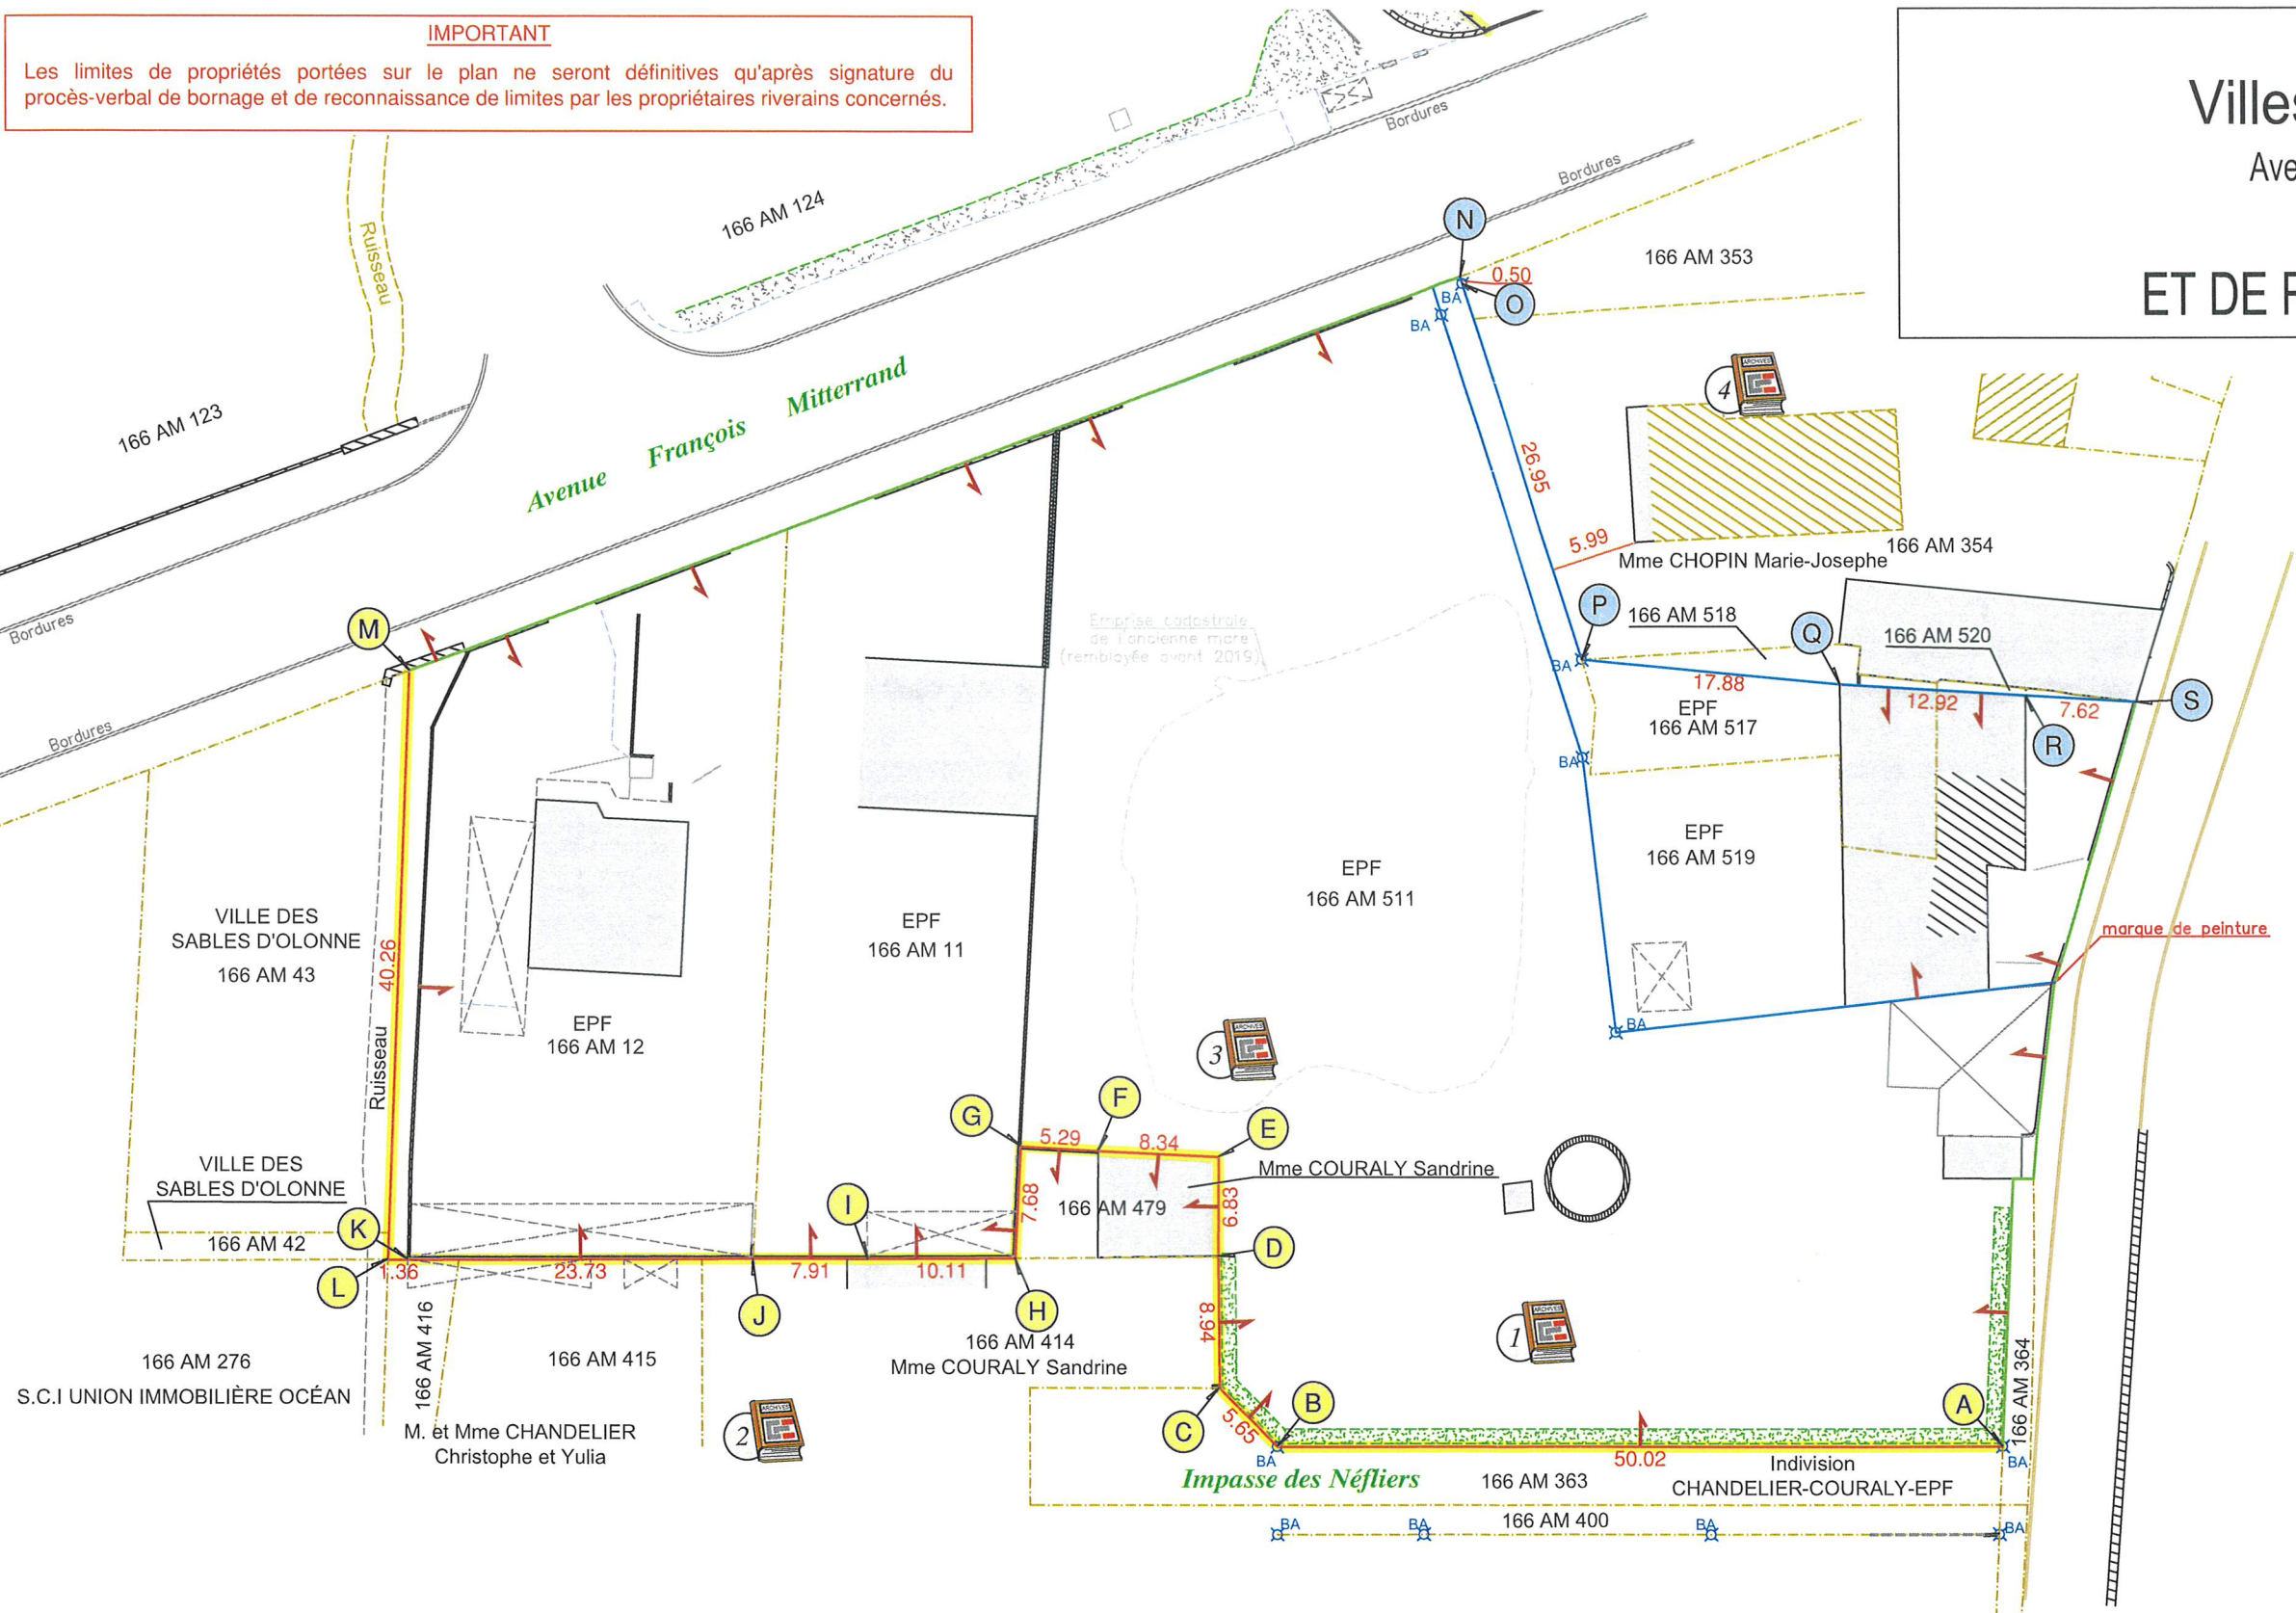 IMPORTANT
Les limites de propriétés portées sur le plan ne seront définitives qu'après signature du
procès-verbal de bornage et de reconnaissance de limites par les propriétaires riverains concernés.
Villes
Ave
ET DE R
Bordures
Bordures
166 AM 124
Ruisseau
166 AM 123
N
0.50
166 AM 353
BA
O
BA
Avenue François Mitterrand
4
ARCHIVES
26.95
5.99
Mme CHOPIN Marie-Josephe
166 AM 354
Bordures
M
Emprise cadastrale
de l'ancienne mare
(remblayée avant 2019)
P
166 AM 518
Q
166 AM 520
BA
17.88
12.92
7.62
S
EPF
166 AM 517
R
Bordures
BA
EPF
166 AM 519
EPF
166 AM 511
VILLE DES
SABLES D'OLONNE
166 AM 43
40.26
EPF
166 AM 11
marque de peinture
EPF
166 AM 12
BA
Ruisseau
3
ARCHIVES
G
F
E
5.29
8.34
Mme COURALY Sandrine
VILLE DES
SABLES D'OLONNE
7.68
166 AM 479
6.83
I
K
166 AM 42
D
L
1.36
23.73
7.91
10.11
J
H
8.94
166 AM 416
166 AM 414
Mme COURALY Sandrine
1
ARCHIVES
166 AM 364
166 AM 276
166 AM 415
S.C.I UNION IMMOBILIÈRE OCÉAN
M. et Mme CHANDELIER
Christophe et Yulia
2
ARCHIVES
C
B
A
5.65
BA
50.02
BA
Impasse des Néfliers
166 AM 363
Indivision
CHANDELIER-COURALY-EPF
166 AM 400
BA
BA
BA
BA